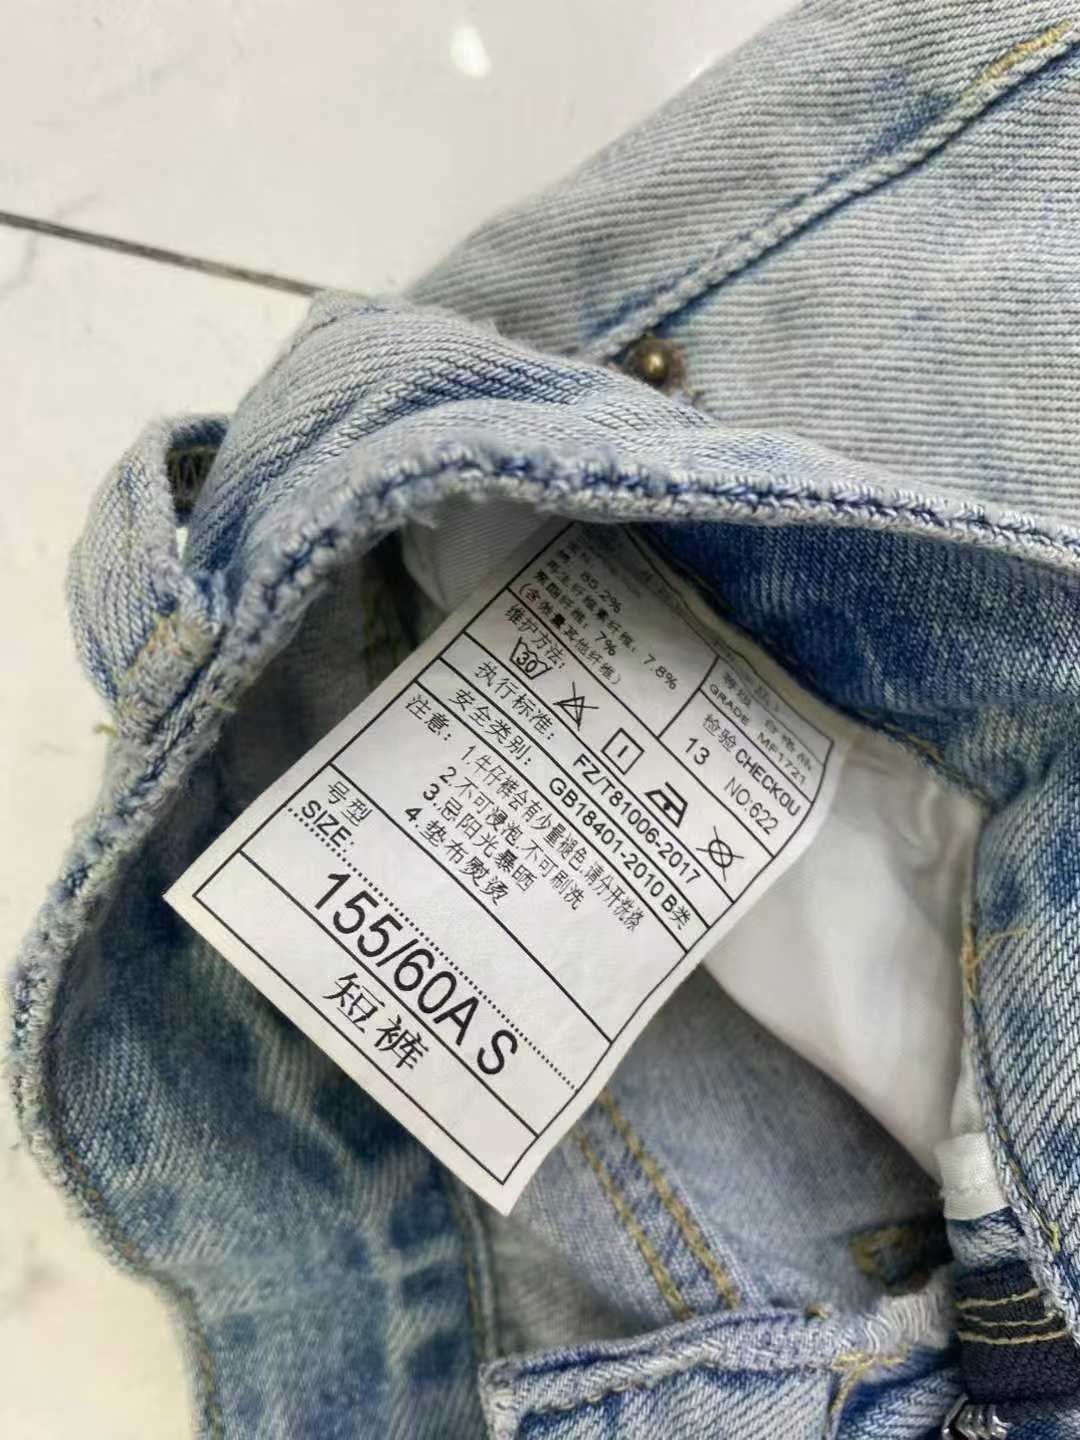 棉：85.2%
再生纤维素纤维：7.8%
聚酯纤维：7%
(含微量其他纤维)
GRADE MF1721
检验 CHECKOU
13 NO:622
维护方法：
30
执行标准： FZ/T81006-2017
安全类别： GB18401-2010 B类
注意：
1.牛仔裤会有少量褪色,请分开洗涤
2.不可浸泡,不可刷洗
3.忌阳光暴晒
4.垫布熨烫
号型
SIZE: 155/60A S
短裤